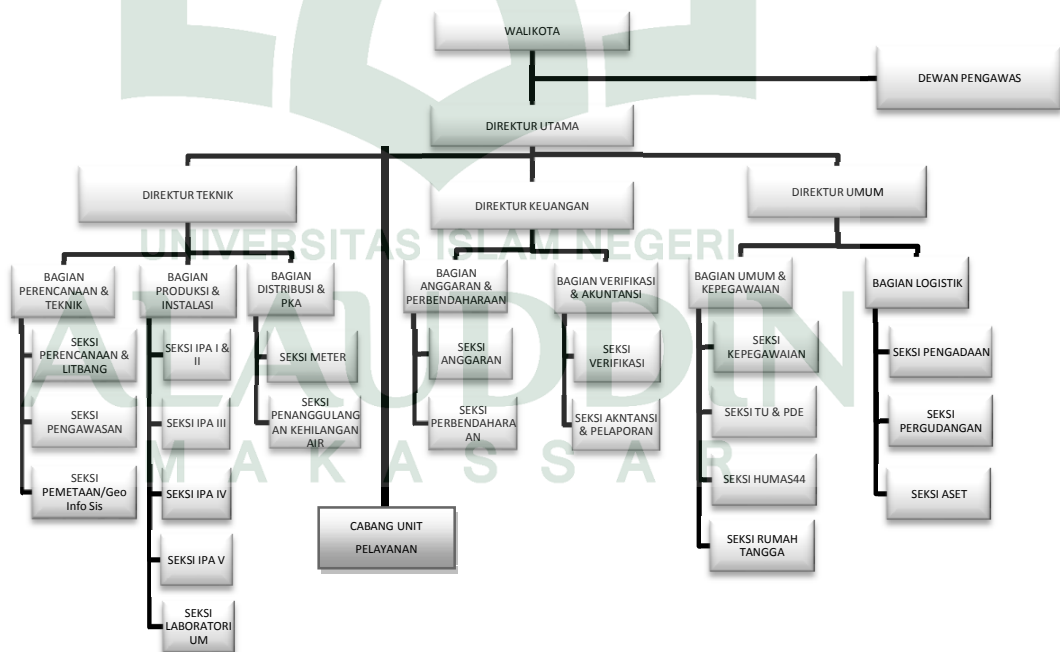 WALIKOTA
DEWAN PENGAWAS
DIREKTUR UTAMA
DIREKTUR TEKNIK
DIREKTUR KEUANGAN
DIREKTUR UMUM
UNIVERSITAS ISLAM NEGERI
ALAUDDIN
MAKASSAR
BAGIAN
PERENCANAAN &
TEKNIK
SEKSI
PERENCANAAN &
LITBANG
SEKSI
PENGAWASAN
SEKSI
PEMETAAN/Geo
Info Sis
BAGIAN
PRODUKSI &
INSTALASI
SEKSI IPA I &
II
SEKSI IPA III
SEKSI IPA IV
SEKSI IPA V
SEKSI
LABORATORI
UM
BAGIAN
DISTRIBUSI &
PKA
SEKSI METER
SEKSI
PENANGGULANG
AN KEHILANGAN
AIR
CABANG UNIT
PELAYANAN
BAGIAN
ANGGARAN &
PERBENDAHARAAN
SEKSI
ANGGARAN
SEKSI
PERBENDAHARA
AN
BAGIAN VERIFIKASI
& AKUNTANSI
SEKSI
VERIFIKASI
SEKSI AKNTANSI
& PELAPORAN
BAGIAN UMUM &
KEPEGAWAIAN
SEKSI
KEPEGAWAIAN
SEKSI TU & PDE
SEKSI HUMAS44
SEKSI RUMAH
TANGGA
BAGIAN LOGISTIK
SEKSI PENGADAAN
SEKSI
PERGUDANGAN
SEKSI ASET